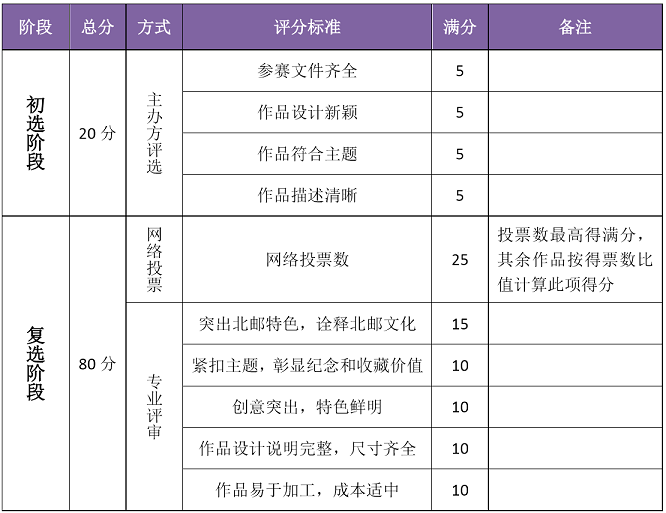 阶段 总分 方式 评分标准 满分 备注
初选阶段 20 分 主办方评选 参赛文件齐全 5
作品设计新颖 5
作品符合主题 5
作品描述清晰 5
复选阶段 80 分 网络投票 网络投票数 25 投票数最高得满分，
其余作品按得票数比
值计算此项得分
专业评审 突出北邮特色，诠释北邮文化 15
紧扣主题，彰显纪念和收藏价值 10
创意突出，特色鲜明 10
作品设计说明完整，尺寸齐全 10
作品易于加工，成本适中 10